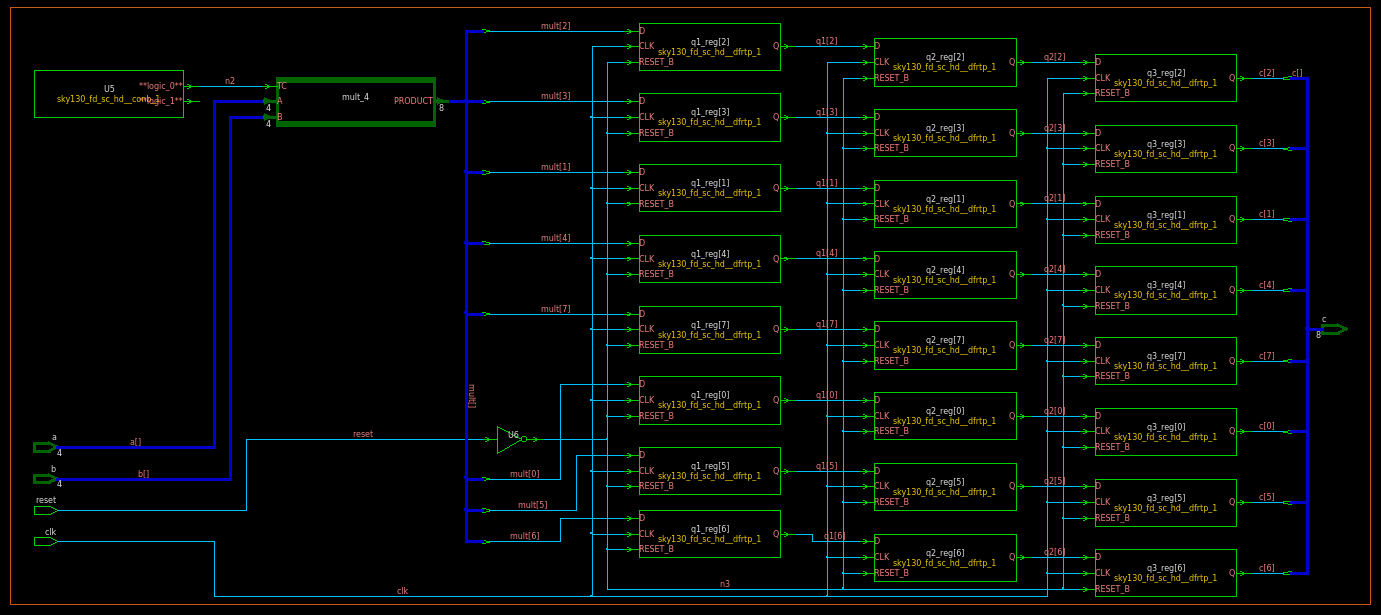 U5
**logic_0**
sky130_fd_sc_hd__conb_1
**logic_1**
n2
TC
A
B
4
4
mult_4
PRODUCT
8
a
4
a[]
b
4
b[]
reset
reset
clk
clk
mult[]
U6
n3
mult[2]
mult[3]
mult[1]
mult[4]
mult[7]
mult[0]
mult[5]
mult[6]
D
CLK
RESET_B
q1_reg[2]
sky130_fd_sc_hd__dfrtp_1
Q
q1[2]
D
CLK
RESET_B
q1_reg[3]
sky130_fd_sc_hd__dfrtp_1
Q
q1[3]
D
CLK
RESET_B
q1_reg[1]
sky130_fd_sc_hd__dfrtp_1
Q
q1[1]
D
CLK
RESET_B
q1_reg[4]
sky130_fd_sc_hd__dfrtp_1
Q
q1[4]
D
CLK
RESET_B
q1_reg[7]
sky130_fd_sc_hd__dfrtp_1
Q
q1[7]
D
CLK
RESET_B
q1_reg[0]
sky130_fd_sc_hd__dfrtp_1
Q
q1[0]
D
CLK
RESET_B
q1_reg[5]
sky130_fd_sc_hd__dfrtp_1
Q
q1[5]
D
CLK
RESET_B
q1_reg[6]
sky130_fd_sc_hd__dfrtp_1
Q
q1[6]
D
CLK
RESET_B
q2_reg[2]
sky130_fd_sc_hd__dfrtp_1
Q
q2[2]
D
CLK
RESET_B
q2_reg[3]
sky130_fd_sc_hd__dfrtp_1
Q
q2[3]
D
CLK
RESET_B
q2_reg[1]
sky130_fd_sc_hd__dfrtp_1
Q
q2[1]
D
CLK
RESET_B
q2_reg[4]
sky130_fd_sc_hd__dfrtp_1
Q
q2[4]
D
CLK
RESET_B
q2_reg[7]
sky130_fd_sc_hd__dfrtp_1
Q
q2[7]
D
CLK
RESET_B
q2_reg[0]
sky130_fd_sc_hd__dfrtp_1
Q
q2[0]
D
CLK
RESET_B
q2_reg[5]
sky130_fd_sc_hd__dfrtp_1
Q
q2[5]
D
CLK
RESET_B
q2_reg[6]
sky130_fd_sc_hd__dfrtp_1
Q
q2[6]
D
CLK
RESET_B
q3_reg[2]
sky130_fd_sc_hd__dfrtp_1
Q
c[2]
c[]
D
CLK
RESET_B
q3_reg[3]
sky130_fd_sc_hd__dfrtp_1
Q
c[3]
D
CLK
RESET_B
q3_reg[1]
sky130_fd_sc_hd__dfrtp_1
Q
c[1]
D
CLK
RESET_B
q3_reg[4]
sky130_fd_sc_hd__dfrtp_1
Q
c[4]
D
CLK
RESET_B
q3_reg[7]
sky130_fd_sc_hd__dfrtp_1
Q
c[7]
D
CLK
RESET_B
q3_reg[0]
sky130_fd_sc_hd__dfrtp_1
Q
c[0]
D
CLK
RESET_B
q3_reg[5]
sky130_fd_sc_hd__dfrtp_1
Q
c[5]
D
CLK
RESET_B
q3_reg[6]
sky130_fd_sc_hd__dfrtp_1
Q
c[6]
c
8